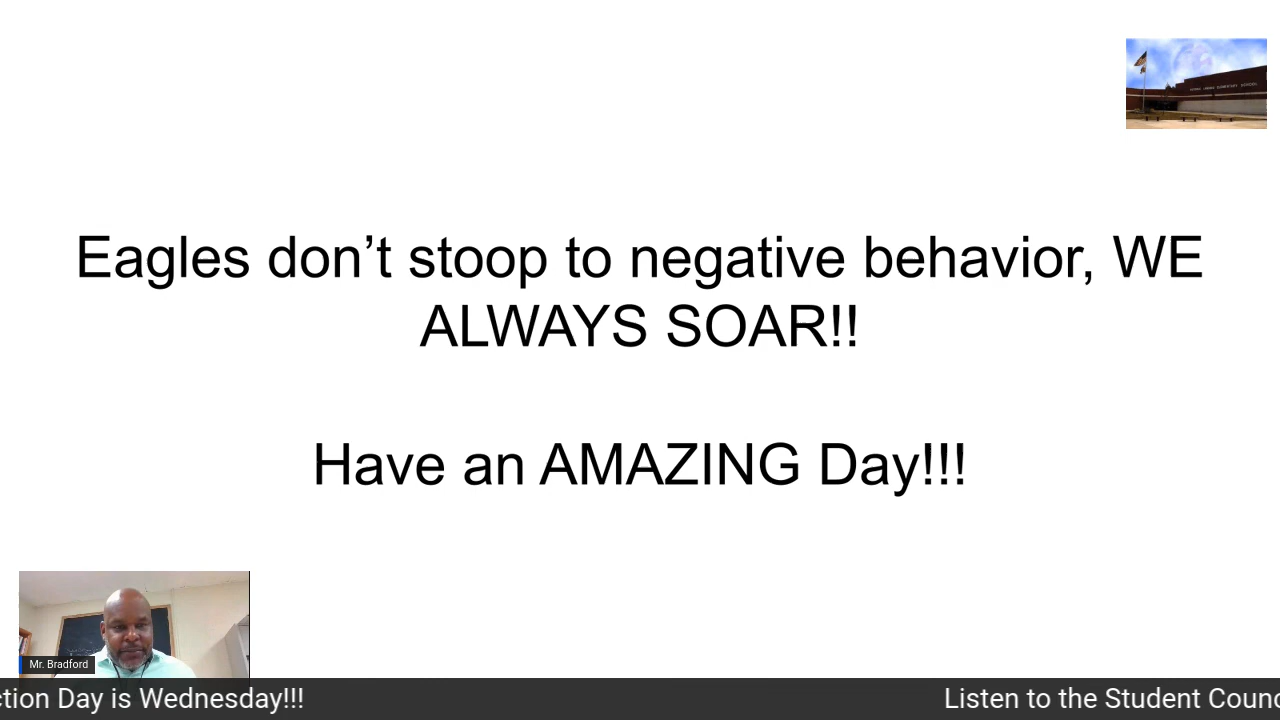 Eagles don’t stoop to negative behavior, WE
ALWAYS SOAR!!
Have an AMAZING Day!!!
Mr. Bradford
ction Day is Wednesday!!!
Listen to the Student Counc